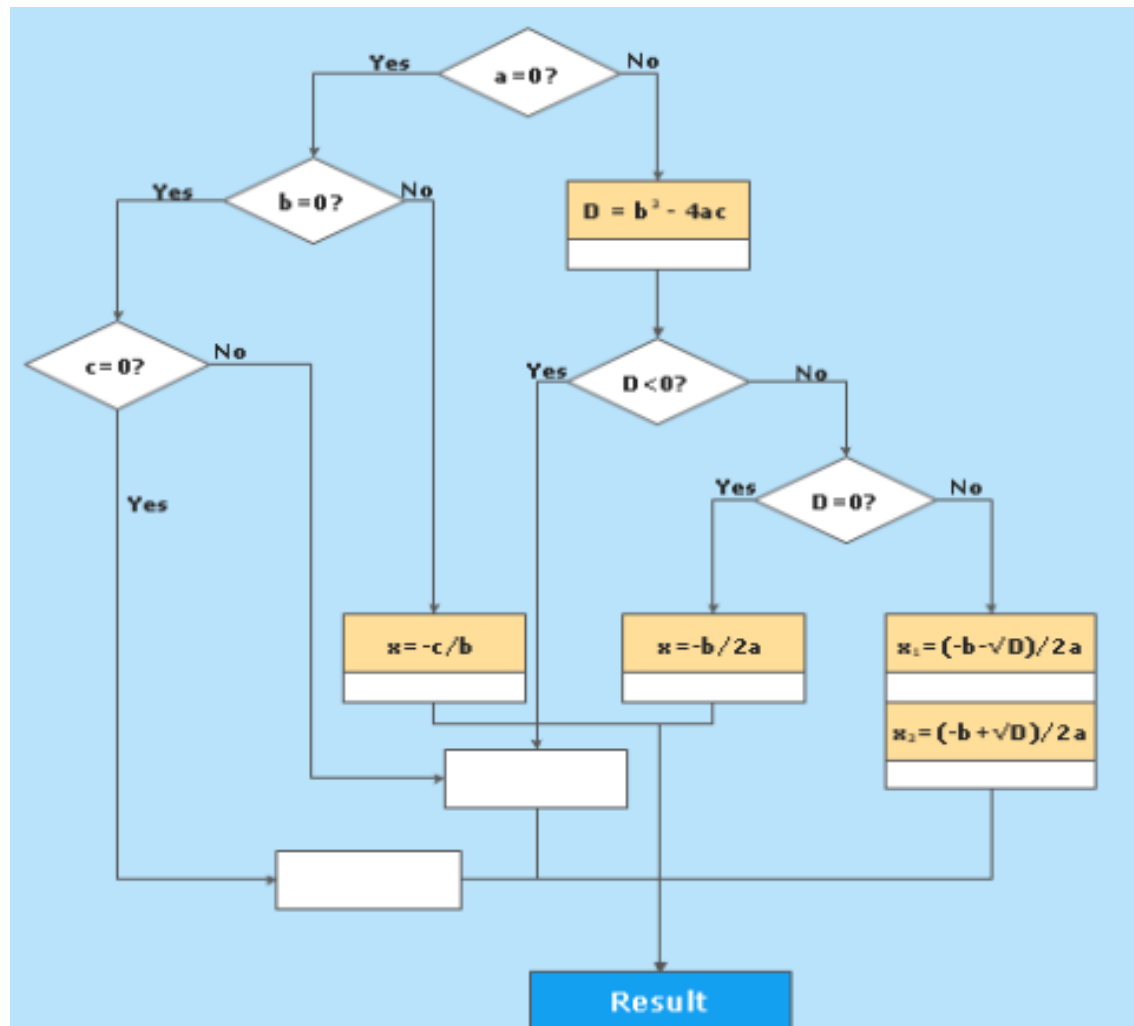 a=0?
Yes
No
b=0?
Yes
No
D = b² - 4ac
c=0?
No
Yes
D<0?
Yes
No
D=0?
Yes
No
x=-c/b
x=-b/2a
x₁=(-b-√D)/2a
x₂=(-b+√D)/2a
Result